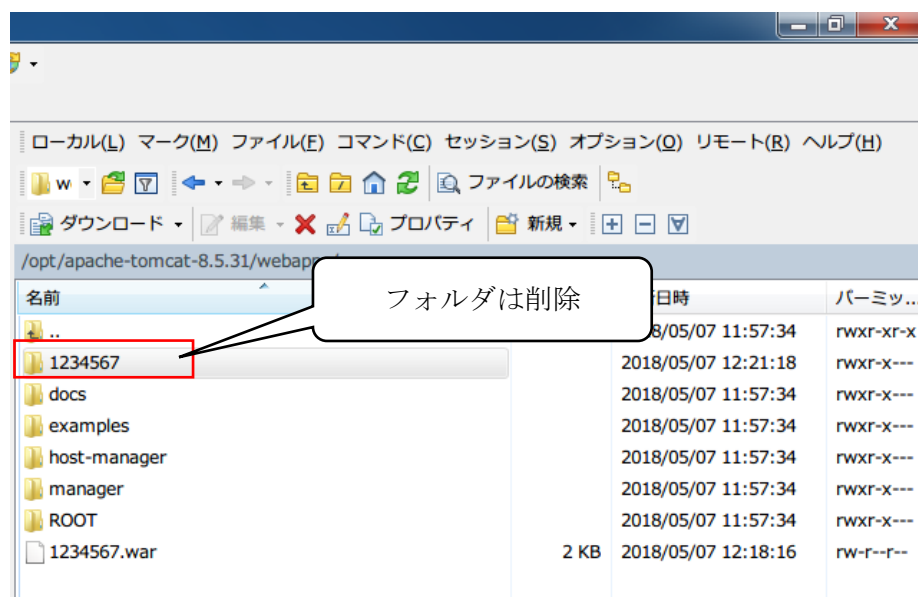 ローカル(L) マーク(M) ファイル(F) コマンド(C) セッション(S) オプション(O) リモート(R) ヘルプ(H)
w ファイルの検索
ダウンロード 編集 プロパティ 新規
/opt/apache-tomcat-8.5.31/webapp
フォルダは削除
名前 日時 パーミッ...
.. 8/05/07 11:57:34 rwxr-xr-x
1234567 2018/05/07 12:21:18 rwxr-x---
docs 2018/05/07 11:57:34 rwxr-x---
examples 2018/05/07 11:57:34 rwxr-x---
host-manager 2018/05/07 11:57:34 rwxr-x---
manager 2018/05/07 11:57:34 rwxr-x---
ROOT 2018/05/07 11:57:34 rwxr-x---
1234567.war 2 KB 2018/05/07 12:18:16 rw-r--r--